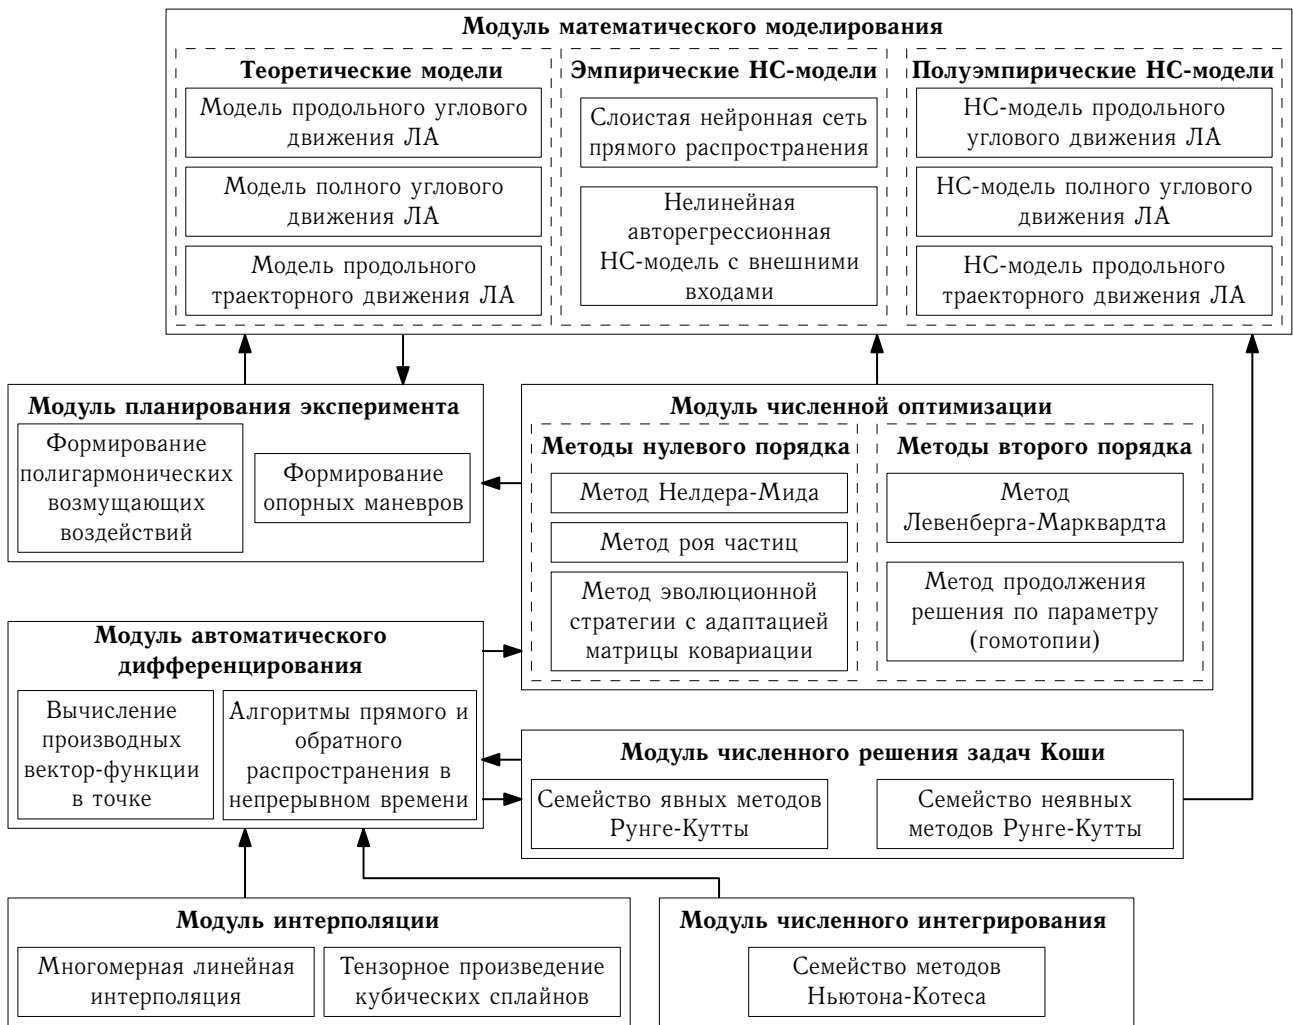 Модуль математического моделирования
Теоретические модели
Модель продольного углового
движения ЛА
Модель полного углового
движения ЛА
Модель продольного
траекторного движения ЛА
Эмпирические НС-модели
Слоистая нейронная сеть
прямого распространения
Нелинейная
авторегрессионная
НС-модель с внешними
входами
Полуэмпирические НС-модели
НС-модель продольного
углового движения ЛА
НС-модель полного углового
движения ЛА
НС-модель продольного
траекторного движения ЛА
Модуль планирования эксперимента
Формирование
полигармонических
возмущающих
воздействий
Формирование
опорных маневров
Модуль численной оптимизации
Методы нулевого порядка
Метод Нелдера-Мида
Метод роя частиц
Метод эволюционной
стратегии с адаптацией
матрицы ковариации
Методы второго порядка
Метод
Левенберга-Марквардта
Метод продолжения
решения по параметру
(гомотопии)
Модуль автоматического
дифференцирования
Вычисление
производных
вектор-функции
в точке
Алгоритмы прямого и
обратного
распространения в
непрерывном времени
Модуль численного решения задач Коши
Семейство явных методов
Рунге-Кутты
Семейство неявных
методов Рунге-Кутты
Модуль интерполяции
Многомерная линейная
интерполяция
Тензорное произведение
кубических сплайнов
Модуль численного интегрирования
Семейство методов
Ньютона-Котеса